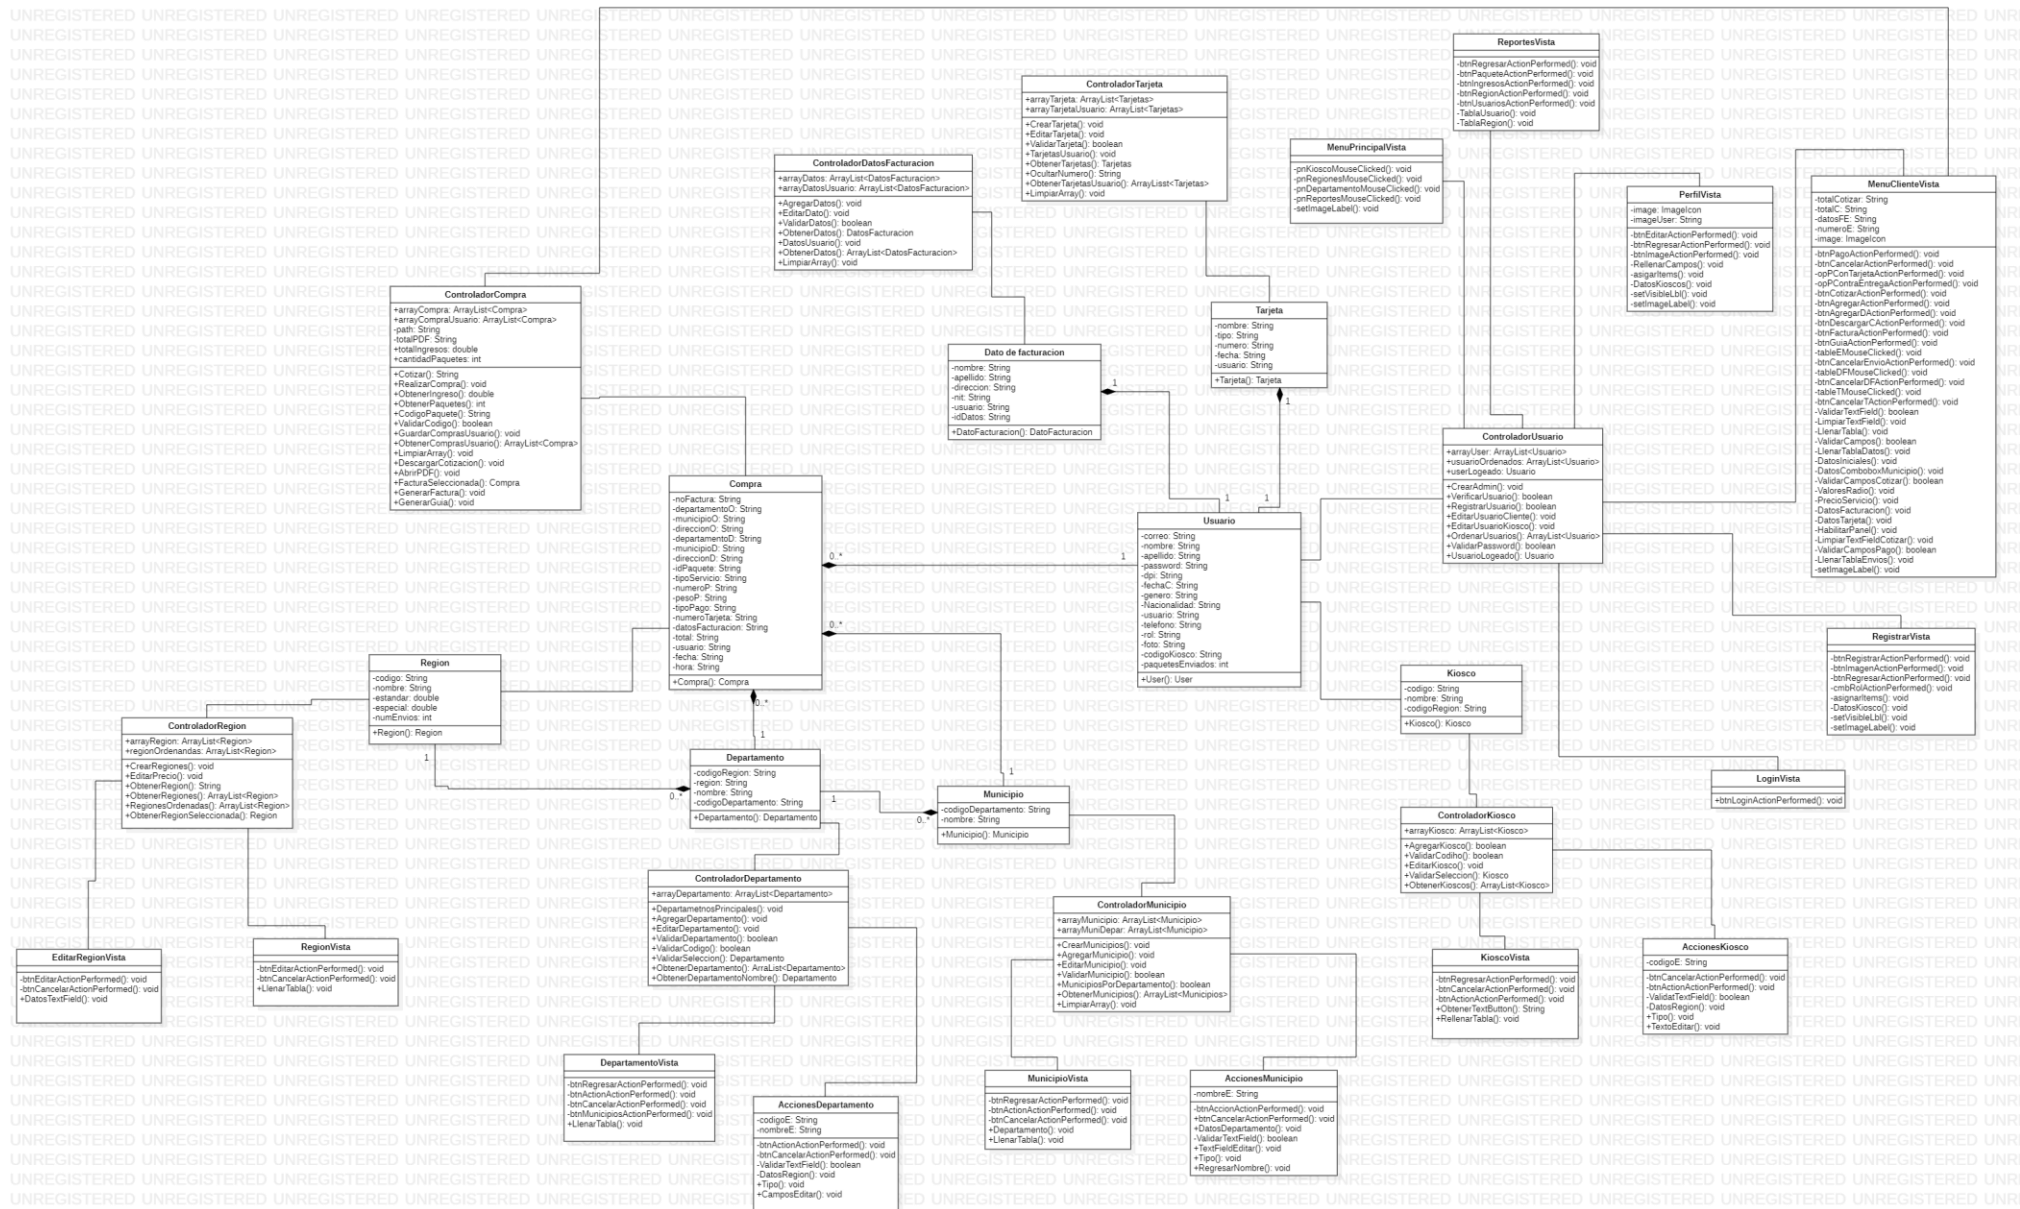 UNREGISTERED UNREGISTERED UNREGISTERED UNREGISTERED UNREGISTERED UNREGISTERED UNREGISTERED UNREGISTERED
ReportesVista
-btnRegresarActionPerformed(): void
-btnPaqueteActionPerformed(): void
-btnIngresosActionPerformed(): void
-btnRegionActionPerformed(): void
-btnUsuariosActionPerformed(): void
-TablaUsuario(): void
-TablaRegion(): void
ControladorTarjeta
+arrayTarjeta: ArrayList<Tarjetas>
+arrayTarjetaUsuario: ArrayList<Tarjetas>
+CrearTarjeta(): void
+EditarTarjeta(): void
+ValidarTarjeta(): boolean
+TarjetasUsuario(): void
+ObtenerTarjetas(): Tarjetas
+OcultarNumero(): String
+ObtenerTarjetasUsuario(): ArrayLisst<Tarjetas>
+LimpiarArray(): void
MenuPrincipalVista
-pnKioscoMouseClicked(): void
-pnRegionesMouseClicked(): void
-pnDepartamentoMouseClicked(): void
-pnReportesMouseClicked(): void
-setImageLabel(): void
ControladorDatosFacturacion
+arrayDatos: ArrayList<DatosFacturacion>
+arrayDatosUsuario: ArrayList<DatosFacturacion>
+AgregarDatos(): void
+EditarDato(): void
+ValidarDatos(): boolean
+ObtenerDatos(): DatosFacturacion
+DatosUsuario(): void
+ObtenerDatos(): ArrayList<DatosFacturacion>
+LimpiarArray(): void
PerfilVista
-image: ImageIcon
-imageUser: String
-btnEditarActionPerformed(): void
-btnRegresarActionPerformed(): void
-btnImageActionPerformed(): void
-RellenarCampos(): void
-asigarItems(): void
-DatosKioscos(): void
-setVisibleLbl(): void
-setImageLabel(): void
MenuClienteVista
-totalCotizar: String
-totalC: String
-datosFE: String
-numeroE: String
-image: ImageIcon
-btnPagoActionPerformed(): void
-btnCancelarActionPerformed(): void
-opPConTarjetaActionPerformed(): void
-opPContraEntregaActionPerformed(): void
-btnCotizarActionPerformed(): void
-btnAgregarActionPerformed(): void
-btnAgregarDActionPerformed(): void
-btnDescargarCActionPerformed(): void
-btnFacturaActionPerformed(): void
-btnGuiaActionPerformed(): void
-tableEMouseClicked(): void
-btnCancelarEnvioActionPerformed(): void
-tableDFMouseClicked(): void
-btnCancelarDFActionPerformed(): void
-tableTMouseClicked(): void
-btnCancelarTActionPerformed(): void
-ValidarTextField(): boolean
-LimpiarTextField(): void
-LlenarTabla(): void
-ValidarCampos(): boolean
-LlenarTablaDatos(): void
-DatosIniciales(): void
-DatosComboboxMunicipio(): void
-ValidarCamposCotizar(): boolean
-ValoresRadio(): void
-PrecioServicio(): void
-DatosFacturacion(): void
-DatosTarjeta(): void
-HabilitarPanel(): void
-LimpiarTextFieldCotizar(): void
-ValidarCamposPago(): boolean
-LlenarTablaEnvios(): void
-setImageLabel(): void
ControladorCompra
+arrayCompra: ArrayList<Compra>
+arrayCompraUsuario: ArrayList<Compra>
-path: String
-totalPDF: String
+totalIngresos: double
+cantidadPaquetes: int
+Cotizar(): String
+RealizarCompra(): void
+ObtenerIngreso(): double
+ObtenerPaquetes(): int
+CodigoPaquete(): String
+ValidarCodigo(): boolean
+GuardarComprasUsuario(): void
+ObtenerComprasUsuario(): ArrayList<Compra>
+LimpiarArray(): void
+DescargarCotizacion(): void
+AbrirPDF(): void
+FacturaSeleccionada(): Compra
+GenerarFactura(): void
+GenerarGuia(): void
Tarjeta
-nombre: String
-tipo: String
-numero: String
-fecha: String
-usuario: String
+Tarjeta(): Tarjeta
Dato de facturacion
-nombre: String
-apellido: String
-direccion: String
-nit: String
-usuario: String
-idDatos: String
+DatoFacturacion(): DatoFacturacion
1
1
1
1
ControladorUsuario
+arrayUser: ArrayList<Usuario>
+usuarioOrdenados: ArrayList<Usuario>
+userLogeado: Usuario
+CrearAdmin(): void
+VerificarUsuario(): boolean
+RegistrarUsuario(): boolean
+EditarUsuarioCliente(): void
+EditarUsuarioKiosco(): void
+OrdenarUsuarios(): ArrayList<Usuario>
+ValidarPassword(): boolean
+UsuarioLogeado(): Usuario
Compra
-noFactura: String
-departamentoO: String
-municipioO: String
-direccionO: String
-departamentoD: String
-municipioD: String
-direccionD: String
-idPaquete: String
-tipoServicio: String
-numeroP: String
-pesoP: String
-tipoPago: String
-numeroTarjeta: String
-datosFacturacion: String
-total: String
-usuario: String
-fecha: String
-hora: String
+Compra(): Compra
0..*
1
0..*
0..*
1
Usuario
-correo: String
-nombre: String
-apellido: String
-password: String
-dpi: String
-fechaC: String
-genero: String
-Nacionalidad: String
-usuario: String
-telefono: String
-rol: String
-foto: String
-codigoKiosco: String
-paquetesEnviados: int
+User(): User
RegistrarVista
-btnRegistrarActionPerformed(): void
-btnImagenActionPerformed(): void
-btnRegresarActionPerformed(): void
-cmbRolActionPerformed(): void
-asignarItems(): void
-DatosKiosco(): void
-setVisibleLbl(): void
-setImageLabel(): void
Region
-codigo: String
-nombre: String
-estandar: double
-especial: double
-numEnvios: int
+Region(): Region
1
0..*
Kiosco
-codigo: String
-nombre: String
-codigoRegion: String
+Kiosco(): Kiosco
ControladorRegion
+arrayRegion: ArrayList<Region>
+regionOrdenandas: ArrayList<Region>
+CrearRegiones(): void
+EditarPrecio(): void
+ObtenerRegion(): String
+ObtenerRegiones(): ArrayList<Region>
+RegionesOrdenadas(): ArrayList<Region>
+ObtenerRegionSeleccionada(): Region
Departamento
-codigoRegion: String
-region: String
-nombre: String
-codigoDepartamento: String
+Departamento(): Departamento
1
0..*
1
Municipio
-codigoDepartamento: String
-nombre: String
+Municipio(): Municipio
LoginVista
+btnLoginActionPerformed(): void
ControladorKiosco
+arrayKiosco: ArrayList<Kiosco>
+AgregarKiosco(): boolean
+ValidarCodiho(): boolean
+EditarKiosco(): void
+ValidarSeleccion(): Kiosco
+ObtenerKioscos(): ArrayList<Kiosco>
ControladorDepartamento
+arrayDepartamento: ArrayList<Departamento>
+DepartametnosPrincipales(): void
+AgregarDepartamento(): void
+EditarDepartamento(): void
+ValidarDepartamento(): boolean
+ValidarCodigo(): boolean
+ValidarSeleccion(): Departamento
+ObtenerDepartamento(): ArraList<Departamento>
+ObtenerDepartamentoNombre(): Departamento
ControladorMunicipio
+arrayMunicipio: ArrayList<Municipio>
+arrayMuniDepar: ArrayList<Municipio>
+CrearMunicipios(): void
+AgregarMunicipio(): void
+EditarMunicipio(): void
+ValidarMunicipio(): boolean
+MunicipiosPorDepartamento(): boolean
+ObtenerMunicipios(): ArrayList<Municipios>
+LimpiarArray(): void
EditarRegionVista
-btnEditarActionPerformed(): void
-btnCancelarActionPerformed(): void
+DatosTextField(): void
RegionVista
-btnEditarActionPerformed(): void
-btnCancelarActionPerformed(): void
+LlenarTabla(): void
KioscoVista
-btnRegresarActionPerformed(): void
-btnCancelarActionPerformed(): void
-btnActionActionPerformed(): void
+ObtenerTextButton(): String
+RellenarTabla(): void
AccionesKiosco
-codigoE: String
-btnCancelarActionPerformed(): void
-btnActionActionPerformed(): void
-ValidatTextField(): boolean
-DatosRegion(): void
+Tipo(): void
+TextoEditar(): void
DepartamentoVista
-btnRegresarActionPerformed(): void
-btnActionActionPerformed(): void
-btnCancelarActionPerformed(): void
-btnMunicipiosActionPerformed(): void
+LlenarTabla(): void
AccionesDepartamento
-codigoE: String
-nombreE: String
-btnActionActionPerformed(): void
-btnCancelarActionPerformed(): void
-ValidarTextField(): boolean
-DatosRegion(): void
+Tipo(): void
+CamposEditar(): void
MunicipioVista
-btnRegresarActionPerformed(): void
-btnActionActionPerformed(): void
-btnCancelarActionPerformed(): void
+Departamento(): void
+LlenarTabla(): void
AccionesMunicipio
-nombreE: String
-btnAccionActionPerformed(): void
+btnCancelarActionPerformed(): void
+DatosDepartamento(): void
-ValidarTextField(): boolean
+TextFieldEditar(): void
+Tipo(): void
+RegresarNombre(): void